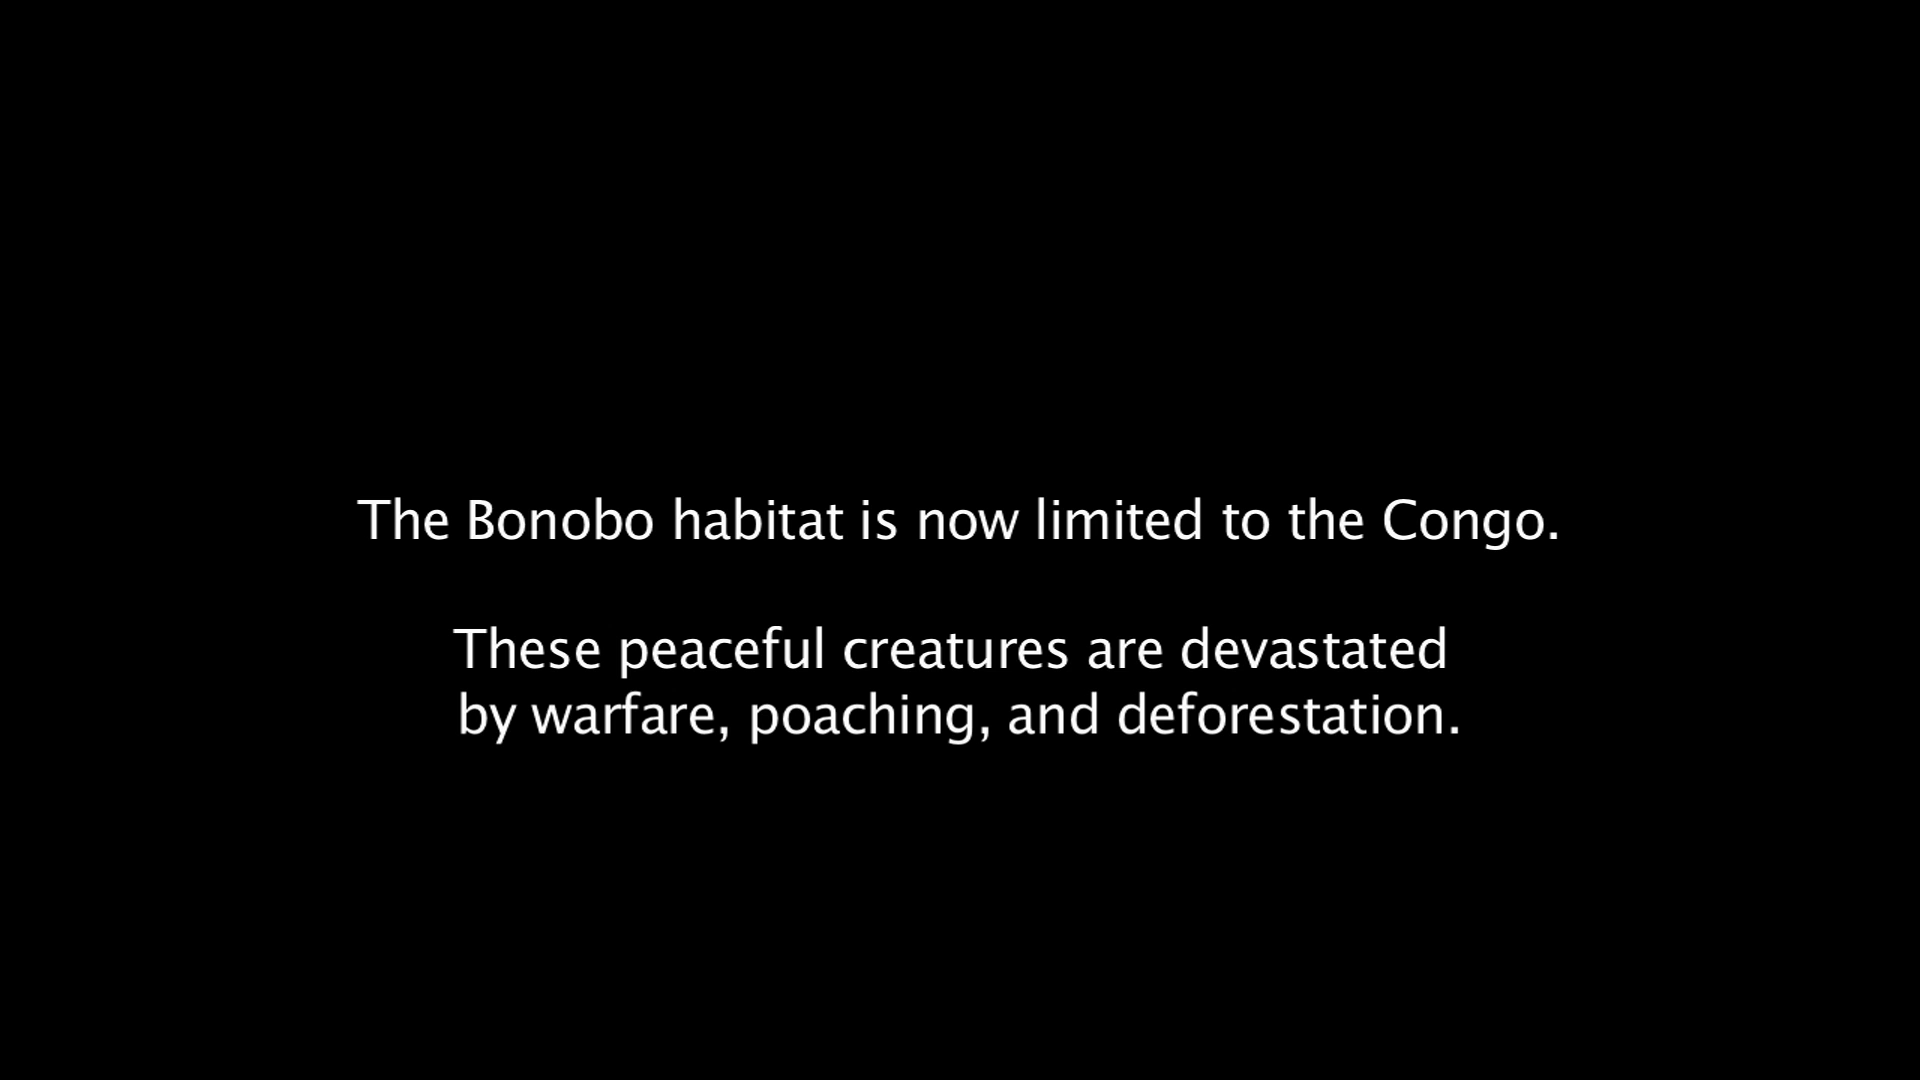 The Bonobo habitat is now limited to the Congo.
These peaceful creatures are devastated
by warfare, poaching, and deforestation.